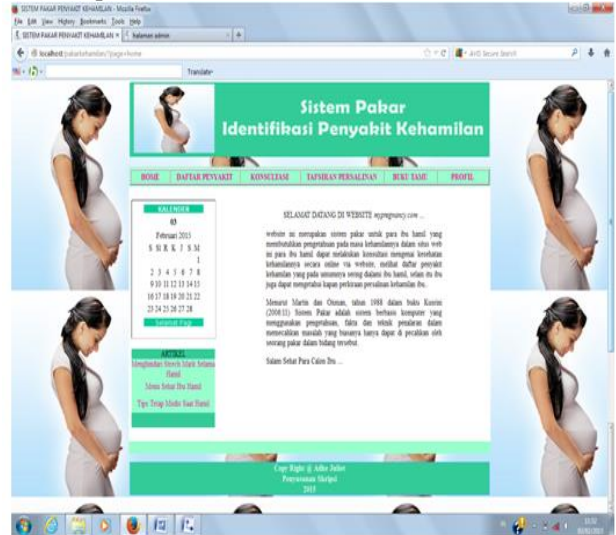 SISTEM PAKAR PENYAKIT KEHAMILAN - Mozilla Firefox
File Edit View History Bookmarks Tools Help
SISTEM PAKAR PENYAKIT KEHAMILAN × halaman admin × +
localhost/pakarkehamilan/?page=home AVG Secure Search
Translate
Sistem Pakar
Identifikasi Penyakit Kehamilan
HOME DAFTAR PENYAKIT KONSULTASI TAFSIRAN PERSALINAN BUKU TAMU PROFIL
KALENDER
03
Februari 2015
S S R K J S M
1
2 3 4 5 6 7 8
9 10 11 12 13 14 15
16 17 18 19 20 21 22
23 24 25 26 27 28
Selamat Pagi
ARTIKEL
Menghindari Strech Mark Selama
Hamil
Menu Sehat Ibu Hamil
Tips Tetap Modis Saat Hamil
SELAMAT DATANG DI WEBSITE mypregnancy.com ...
website ini merupakan sistem pakar untuk para ibu hamil yang
membutuhkan pengetahuan pada masa kehamilannya dalam situs web
ini para ibu hamil dapat melakukan konsultasi mengenai kesehatan
kehamilannya secara online via website, melihat daftar penyakit
kehamilan yang pada umumnya sering dialami ibu hamil, selain itu ibu
juga dapat mengetahui kapan perkiraan persalinan kehamilan ibu.
Menurut Martin dan Oxman, tahun 1988 dalam buku Kusrini
(2006:11) Sistem Pakar adalah sistem berbasis komputer yang
menggunakan pengetahuan, fakta dan teknik penalaran dalam
memecahkan masalah yang biasanya hanya dapat di pecahkan oleh
seorang pakar dalam bidang tersebut.
Salam Sehat Para Calon Ibu ...
Copy Right @ Adhe Juliet
Penyusunan Skripsi
2015